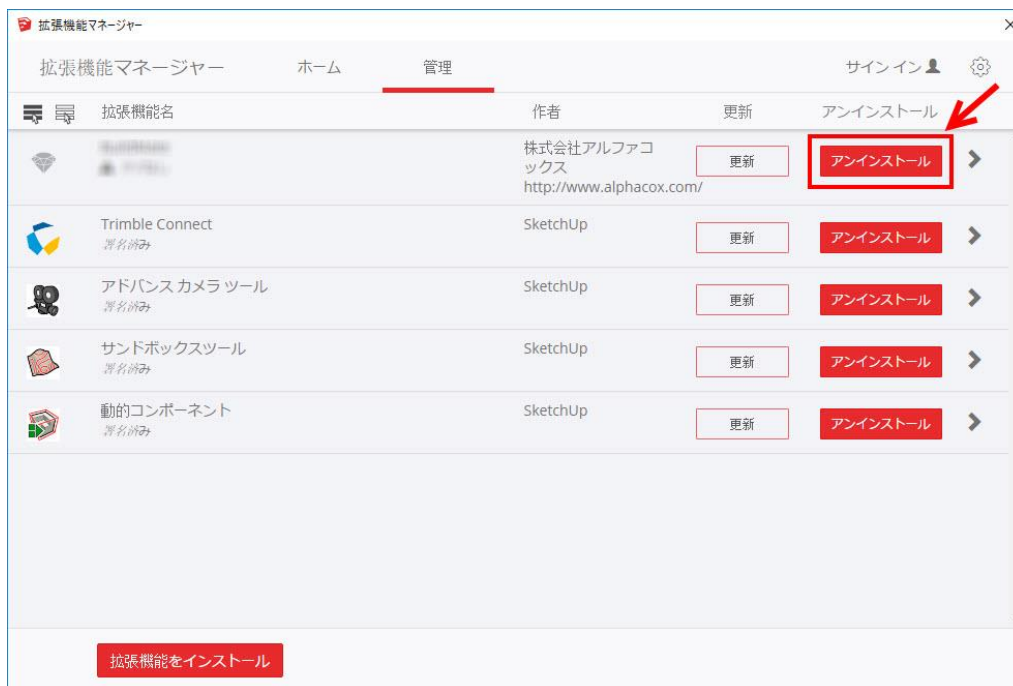 拡張機能マネージャー
拡張機能マネージャー ホーム 管理 サイン イン
拡張機能名 作者 更新 アンインストール
株式会社アルファコ
ックス
http://www.alphacox.com/
更新 アンインストール
Trimble Connect
署名済み
SketchUp 更新 アンインストール
アドバンス カメラ ツール
署名済み
SketchUp 更新 アンインストール
サンドボックスツール
署名済み
SketchUp 更新 アンインストール
動的コンポーネント
署名済み
SketchUp 更新 アンインストール
拡張機能をインストール